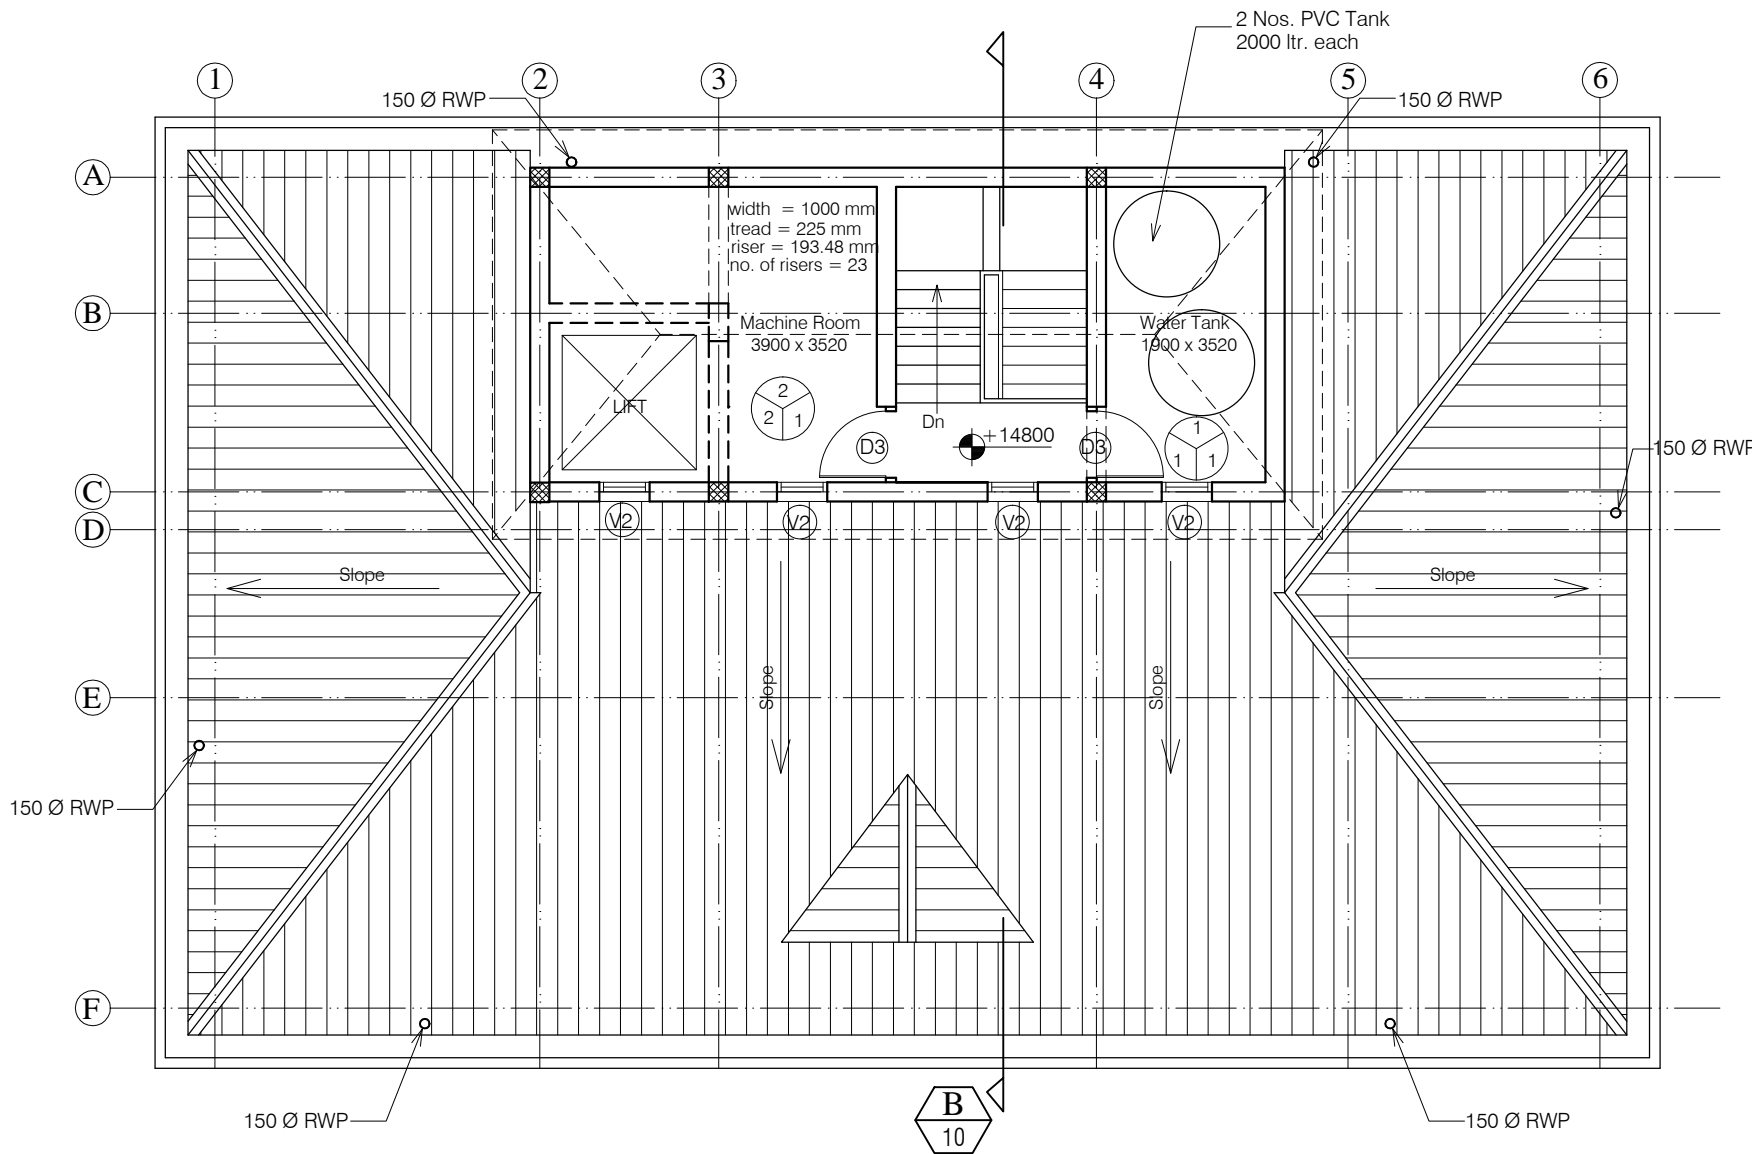 2 Nos. PVC Tank
2000 ltr. each
1
2
3
4
5
6
150 Ø RWP
150 Ø RWP
A
width = 1000 mm
tread = 225 mm
riser = 193.48 mm
no. of risers = 23
B
Machine Room
3900 x 3520
Water Tank
1900 x 3520
LIFT
2
2
1
Dn
D3
+14800
D3
1
1
1
150 Ø RWP
C
D
V2
V2
V2
V2
Slope
Slope
E
Slope
Slope
150 Ø RWP
F
150 Ø RWP
B
10
150 Ø RWP